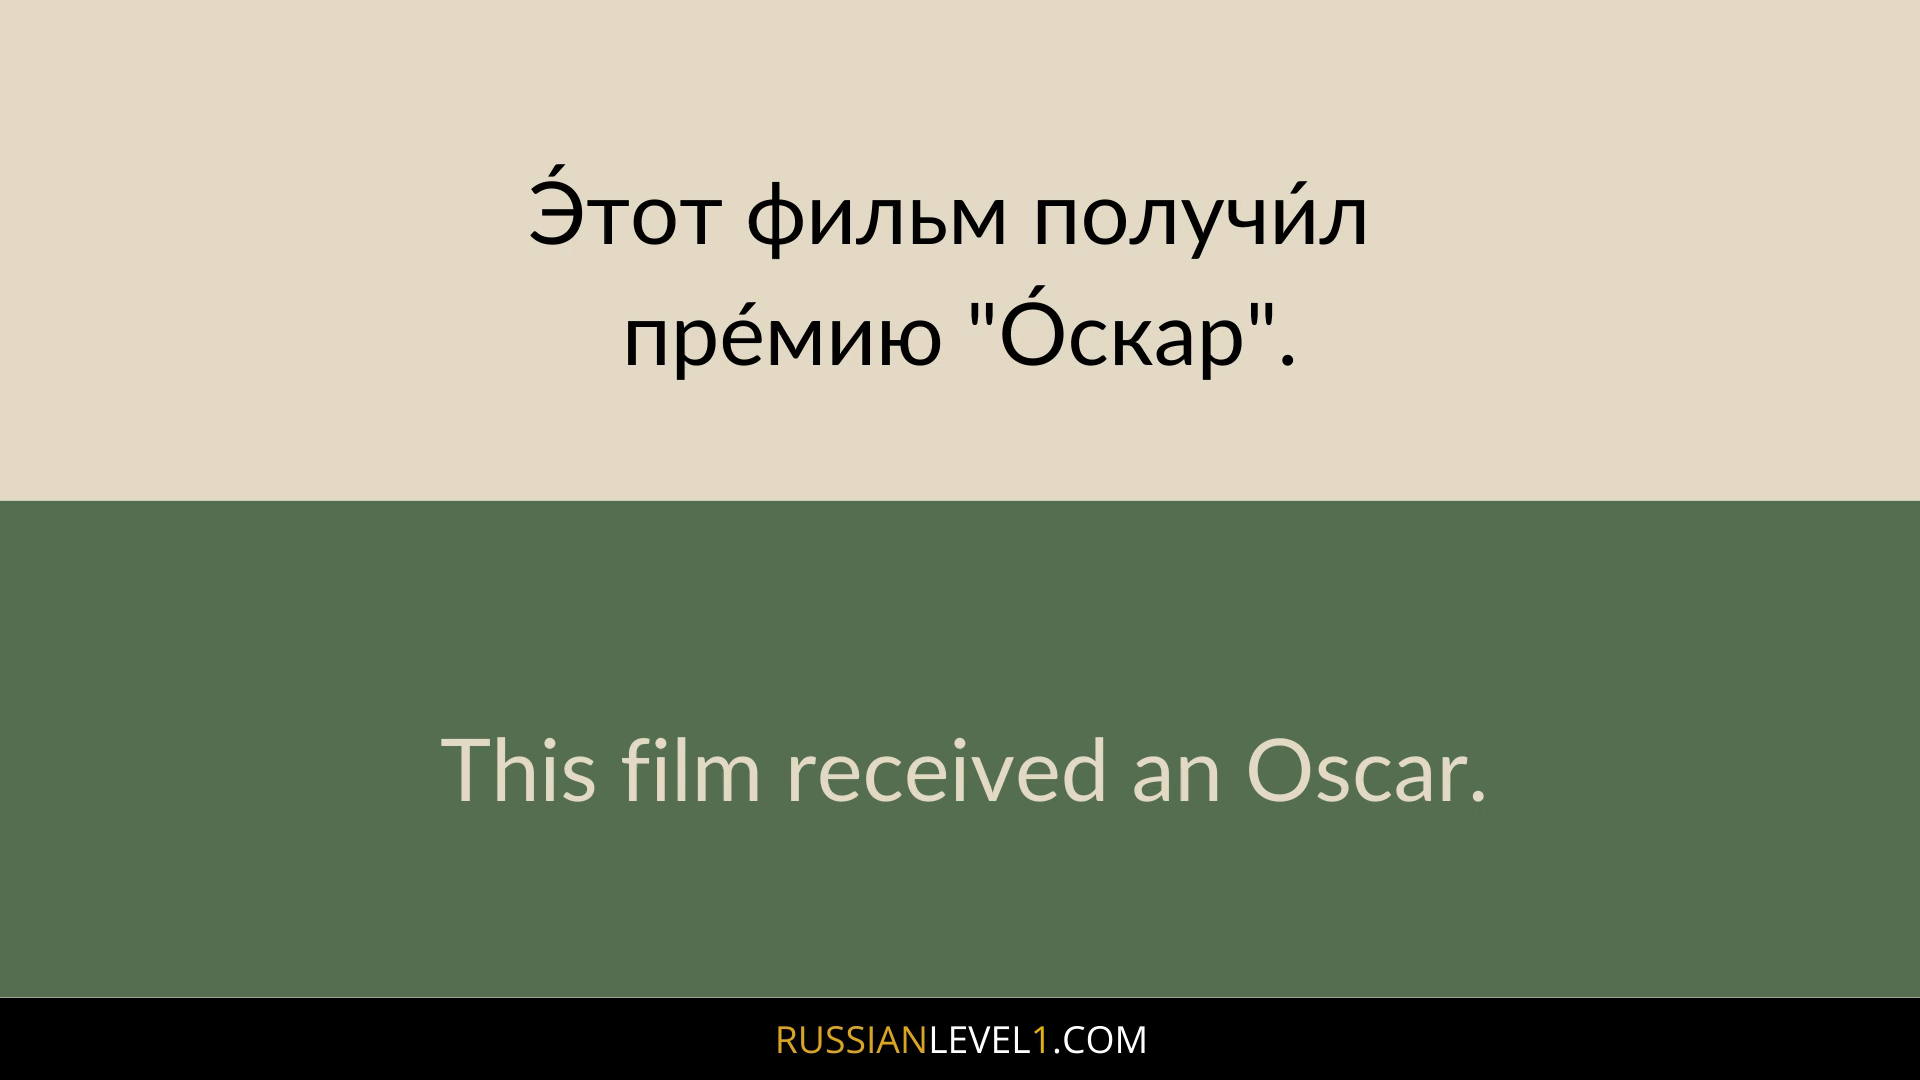 Э́тот фильм получи́л
пре́мию "О́скар".
This film received an Oscar.
RUSSIANLEVEL1.COM